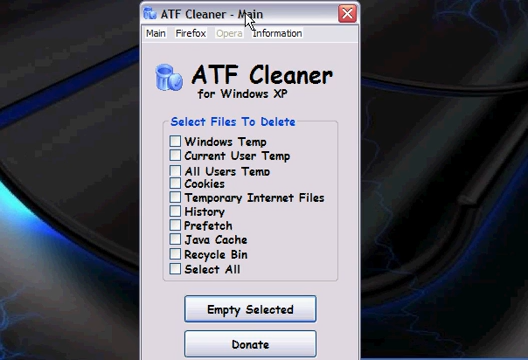 ATF Cleaner - Main
Main Firefox Opera Information
ATF Cleaner
for Windows XP
Select Files To Delete
Windows Temp
Current User Temp
All Users Temp
Cookies
Temporary Internet Files
History
Prefetch
Java Cache
Recycle Bin
Select All
Empty Selected
Donate